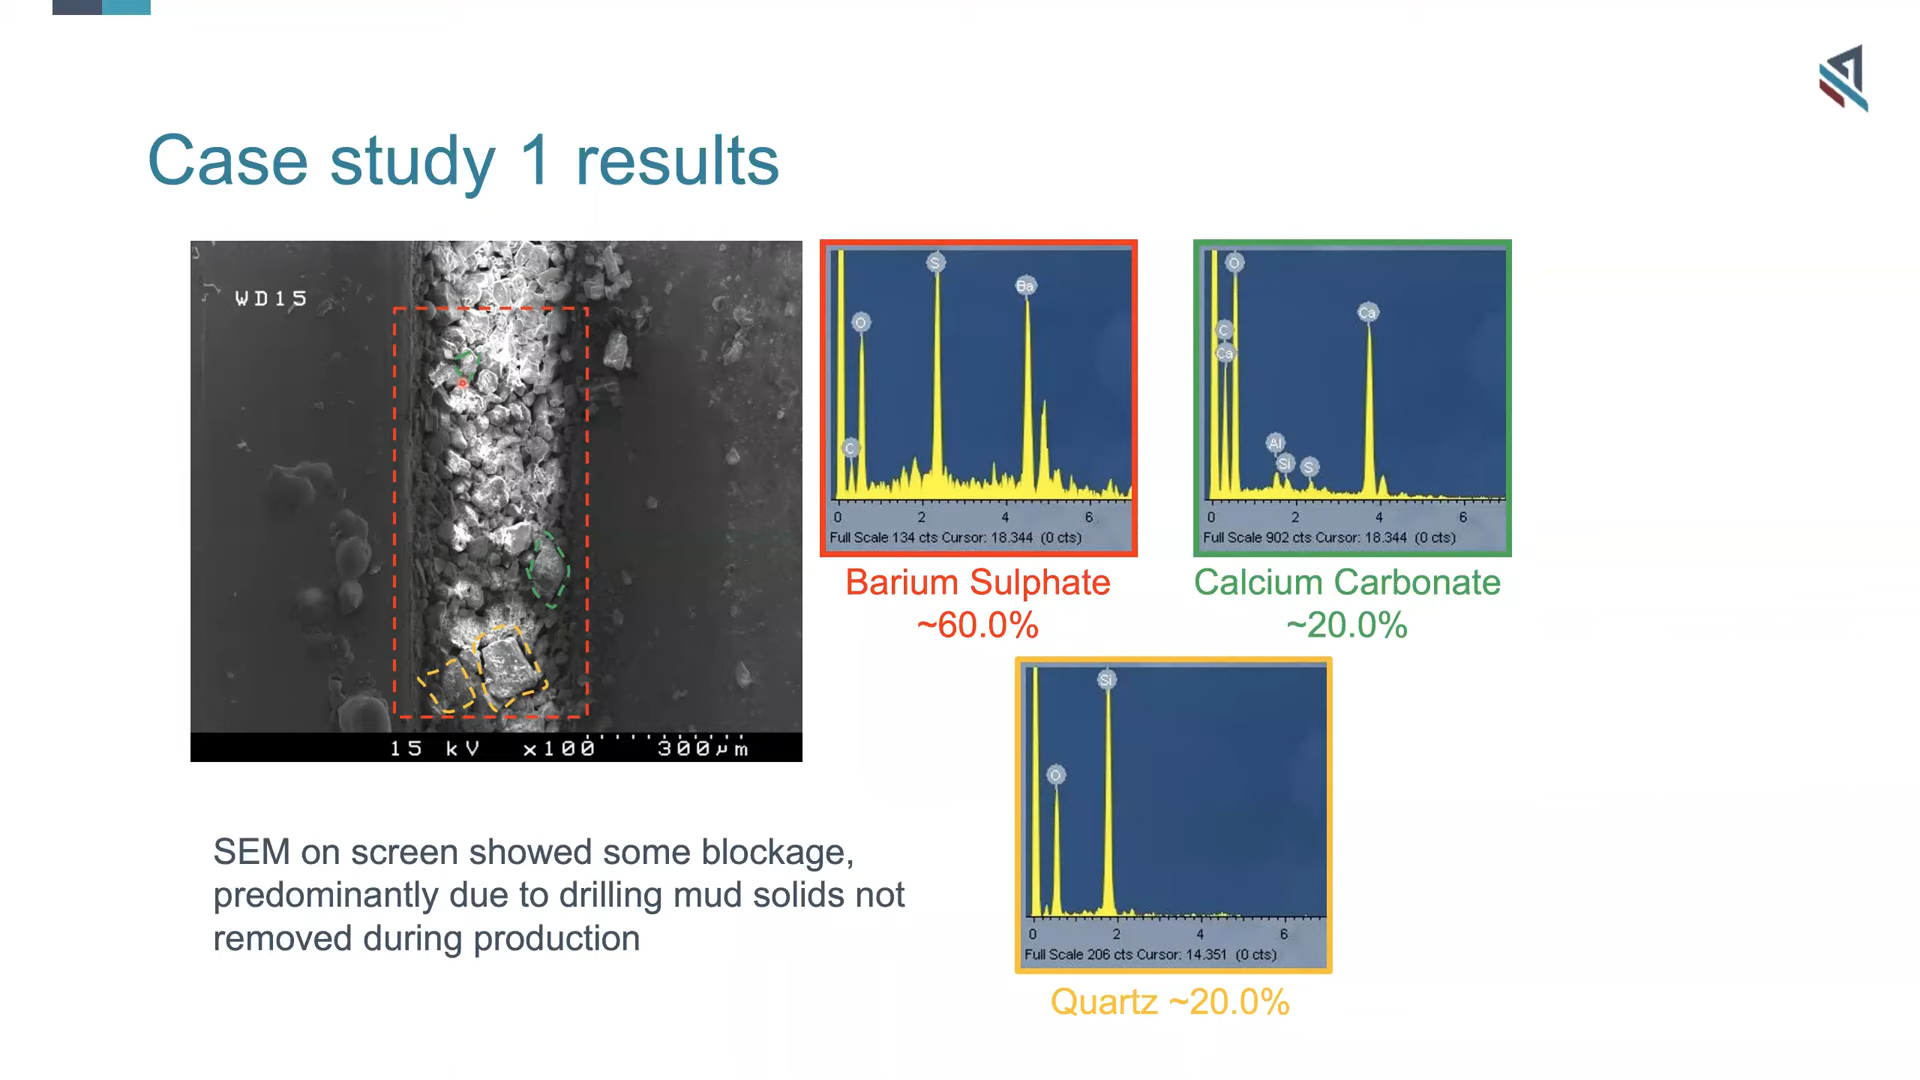 Case study 1 results
WD15
15 kV x100 300µm
S
Ba
O
C
0 2 4 6
Full Scale 134 cts Cursor: 18.344 (0 cts)
Barium Sulphate
~60.0%
O
Ca
C
Ca
Al
Si
S
0 2 4 6
Full Scale 902 cts Cursor: 18.344 (0 cts)
Calcium Carbonate
~20.0%
Si
O
0 2 4 6
Full Scale 206 cts Cursor: 14.351 (0 cts)
Quartz ~20.0%
SEM on screen showed some blockage,
predominantly due to drilling mud solids not
removed during production